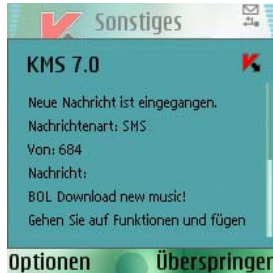 Sonstiges
KMS 7.0
Neue Nachricht ist eingegangen.
Nachrichtenart: SMS
Von: 684
Nachricht:
BOL Download new music!
Gehen Sie auf Funktionen und fügen
Optionen Überspringen